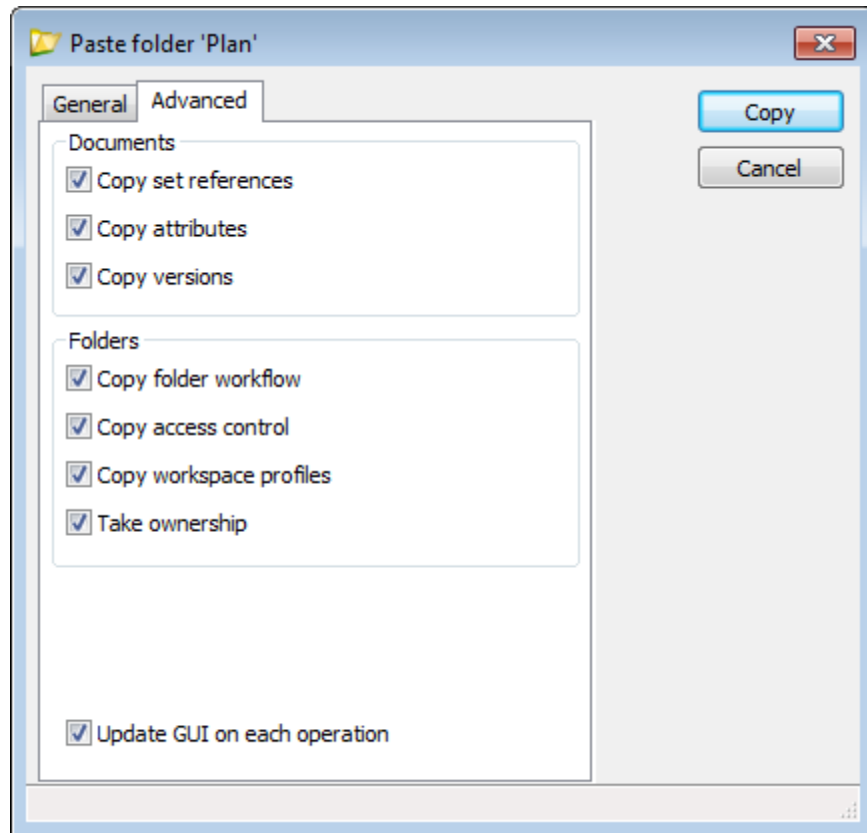 Paste folder 'Plan'
General
Advanced
Copy
Cancel
Documents
Copy set references
Copy attributes
Copy versions
Folders
Copy folder workflow
Copy access control
Copy workspace profiles
Take ownership
Update GUI on each operation